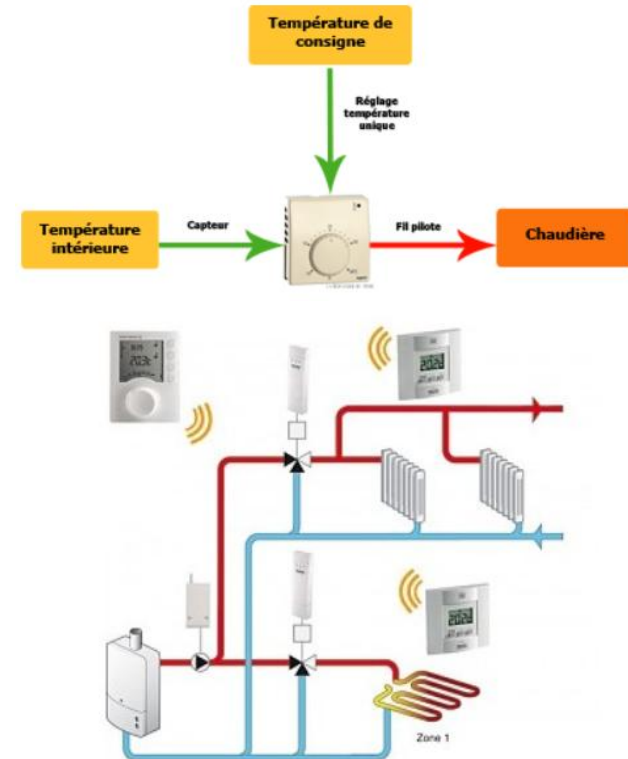 Température de
consigne
Réglage
température
unique
Température
intérieure
Capteur
Fil pilote
Chaudière
Zone 1